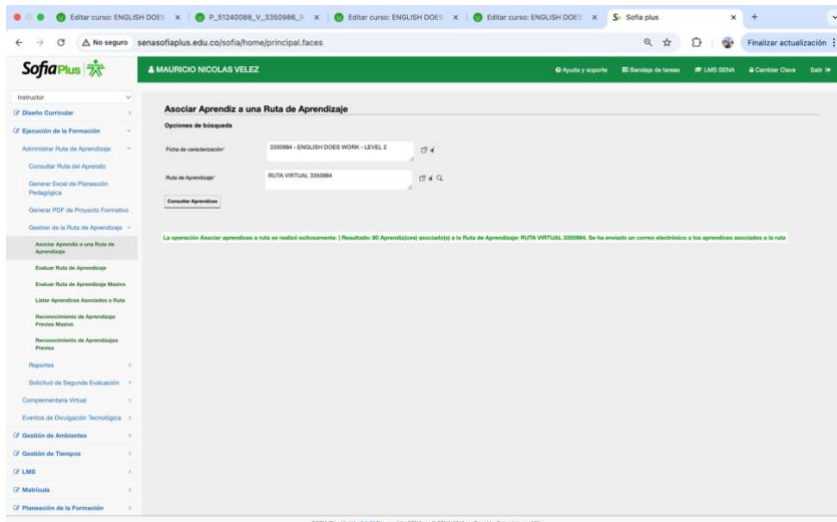 Editar curso: ENGLISH DOES
P_51240088_V_3350986_R
Editar curso: ENGLISH DOES
Editar curso: ENGLISH DOES
Sofia plus
No seguro
senasofiaplus.edu.co/sofia/home/principal.faces
Finalizar actualización
SofiaPlus
MAURICIO NICOLAS VELEZ
Ayuda y soporte
Bandeja de tareas
LMS SENA
Cambiar Clave
Salir
Instructor
Diseño Curricular
Ejecución de la Formación
Administrar Ruta de Aprendizaje
Consultar Ruta del Aprendiz
Generar Excel de Planeación
Pedagógica
Generar PDF de Proyecto Formativo
Gestión de la Ruta de Aprendizaje
Asociar Aprendiz a una Ruta de
Aprendizaje
Evaluar Ruta de Aprendizaje
Evaluar Ruta de Aprendizaje Masivo
Listar Aprendices Asociados a Ruta
Reconocimiento de Aprendizaje
Previos Masivo
Reconocimiento de Aprendizajes
Previos
Reportes
Solicitud de Segunda Evaluación
Complementaria Virtual
Eventos de Divulgación Tecnológica
Gestión de Ambientes
Gestión de Tiempos
LMS
Matrícula
Planeación de la Formación
Asociar Aprendiz a una Ruta de Aprendizaje
Opciones de búsqueda
Ficha de caracterización*
3350984 - ENGLISH DOES WORK - LEVEL 2
Ruta de Aprendizaje*
RUTA VIRTUAL 3350984
Consultar Aprendices
La operación Asociar aprendices a ruta se realizó exitosamente. | Resultado: 80 Aprendiz(ces) asociado(s) a la Ruta de Aprendizaje: RUTA VIRTUAL 3350984. Se ha enviado un correo electrónico a los aprendices asociados a la ruta